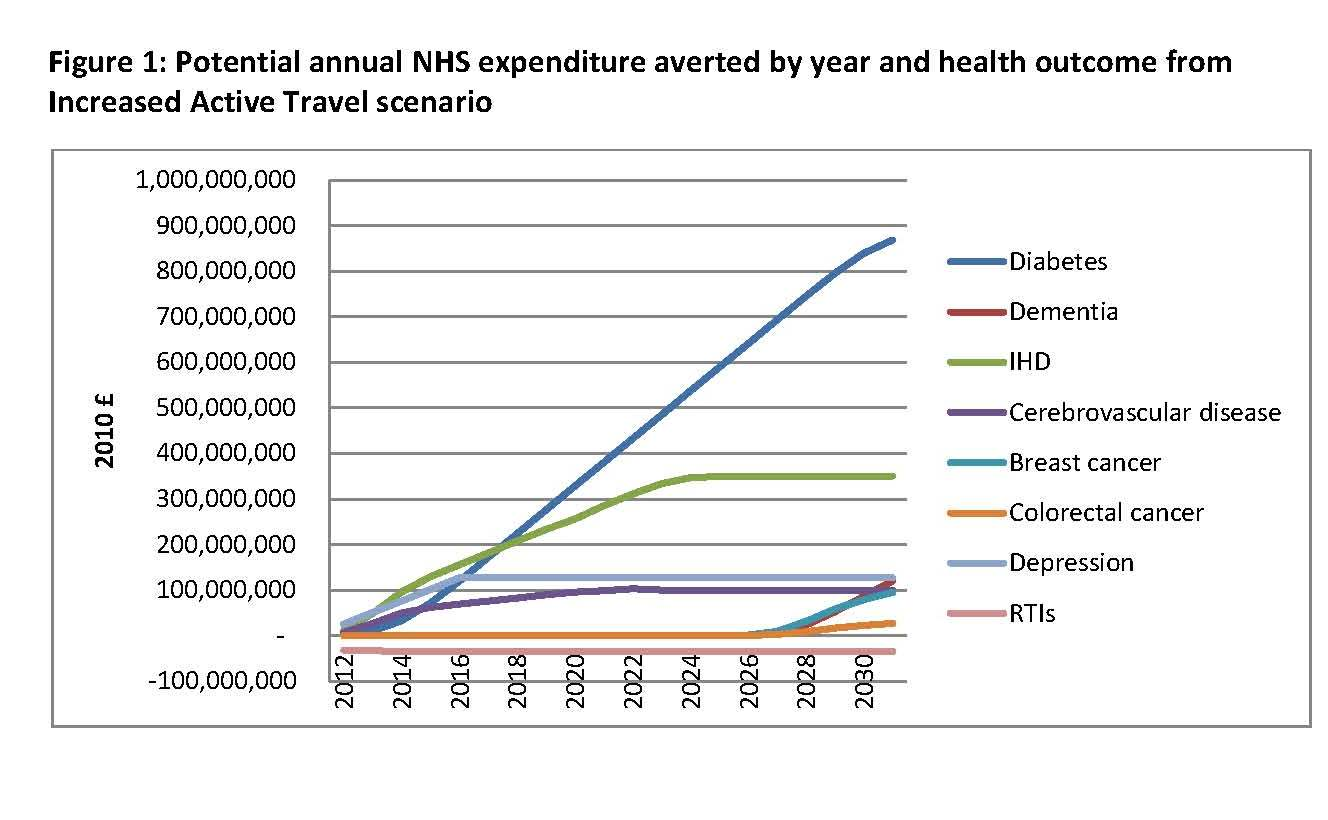 Figure 1: Potential annual NHS expenditure averted by year and health outcome from
Increased Active Travel scenario
1,000,000,000
900,000,000
800,000,000
700,000,000
600,000,000
500,000,000
400,000,000
300,000,000
200,000,000
100,000,000
-
-100,000,000
2010 £
2012
2014
2016
2018
2020
2022
2024
2026
2028
2030
Diabetes
Dementia
IHD
Cerebrovascular disease
Breast cancer
Colorectal cancer
Depression
RTIs